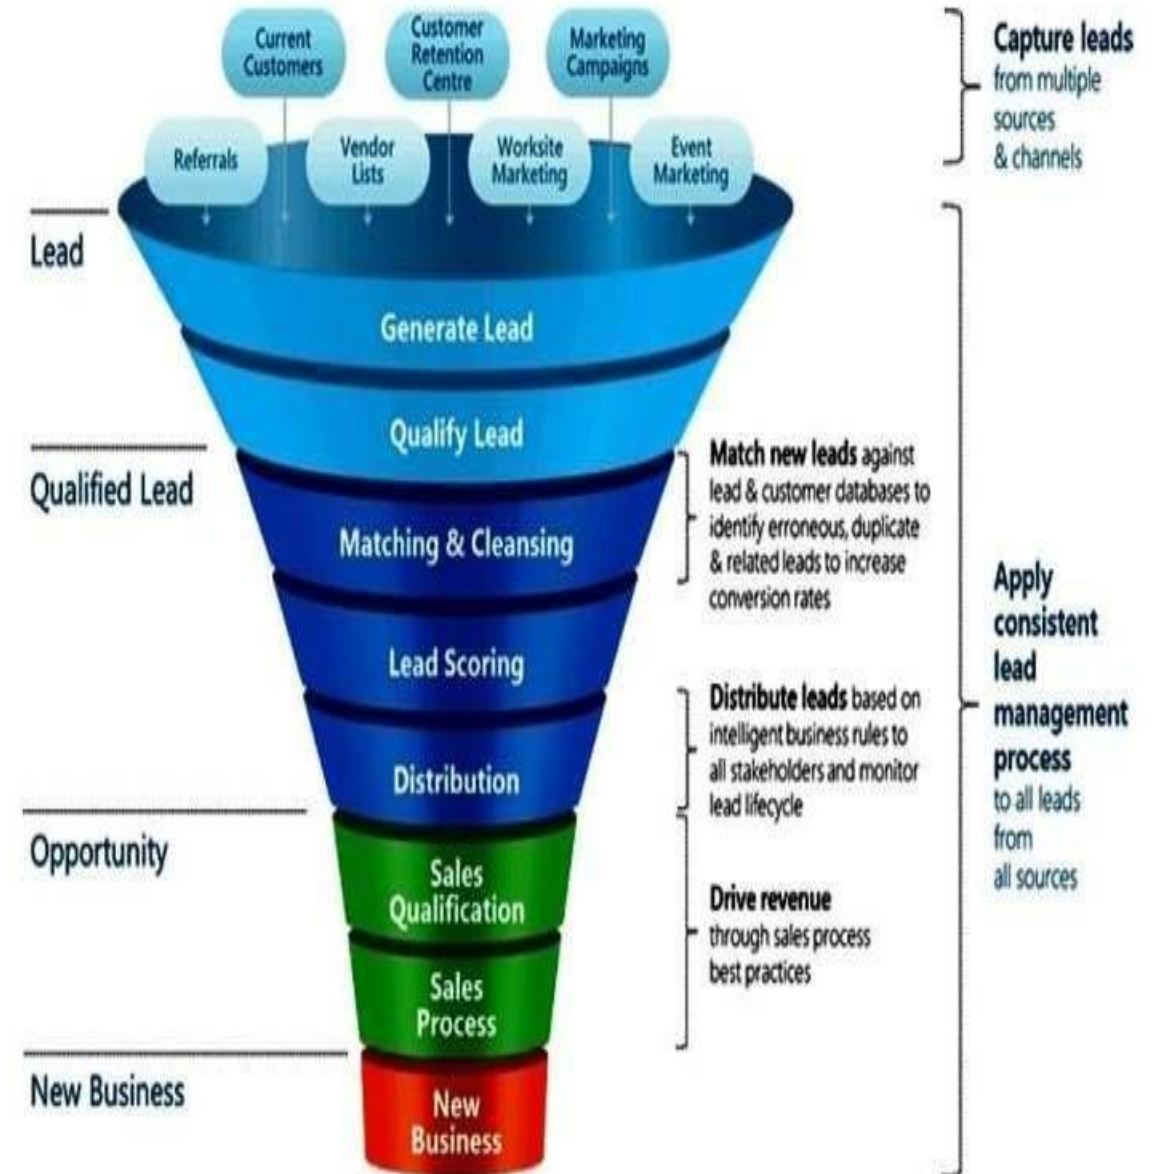 Current
Customers
Customer
Retention
Centre
Marketing
Campaigns
Referrals
Vendor
Lists
Worksite
Marketing
Event
Marketing
Capture leads
from multiple
sources
& channels
Lead
Generate Lead
Qualify Lead
Qualified Lead
Matching & Cleansing
Match new leads against
lead & customer databases to
identify erroneous, duplicate
& related leads to increase
conversion rates
Lead Scoring
Distribution
Distribute leads based on
intelligent business rules to
all stakeholders and monitor
lead lifecycle
Apply
consistent
lead
management
process
to all leads
from
all sources
Opportunity
Sales
Qualification
Sales
Process
Drive revenue
through sales process
best practices
New Business
New
Business